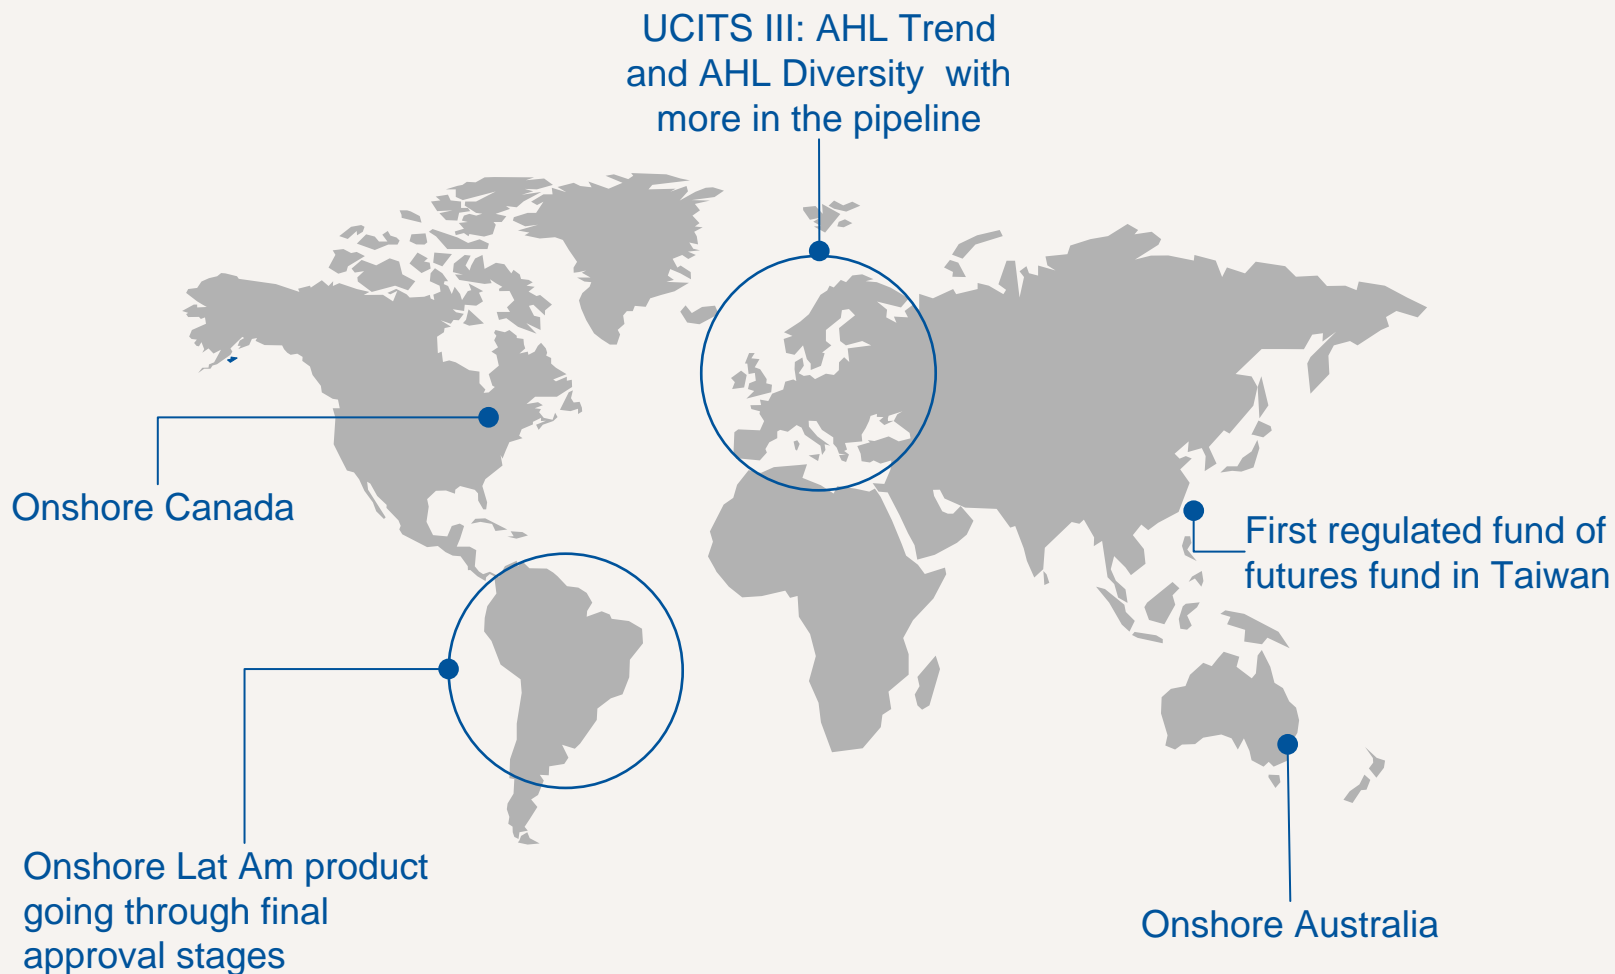 UCITS III: AHL Trend
and AHL Diversity with
more in the pipeline
Onshore Canada
First regulated fund of
futures fund in Taiwan
Onshore Lat Am product
going through final
approval stages
Onshore Australia